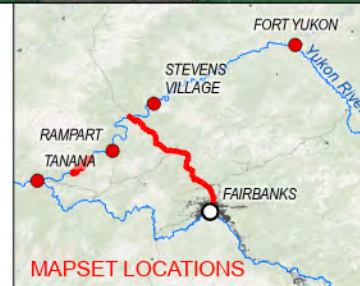 FORT YUKON
Yukon River
STEVENS
VILLAGE
RAMPART
TANANA
FAIRBANKS
MAPSET LOCATIONS